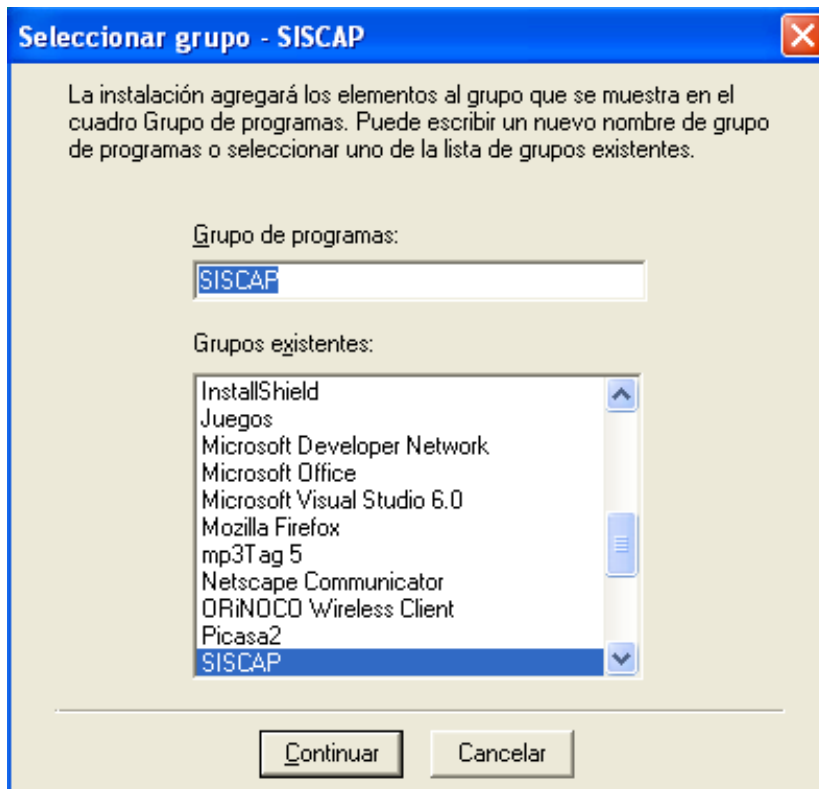 Seleccionar grupo - SISCAP
La instalación agregará los elementos al grupo que se muestra en el
cuadro Grupo de programas. Puede escribir un nuevo nombre de grupo
de programas o seleccionar uno de la lista de grupos existentes.
Grupo de programas:
SISCAP
Grupos existentes:
InstallShield
Juegos
Microsoft Developer Network
Microsoft Office
Microsoft Visual Studio 6.0
Mozilla Firefox
mp3Tag 5
Netscape Communicator
ORiNOCO Wireless Client
Picasa2
SISCAP
Continuar Cancelar